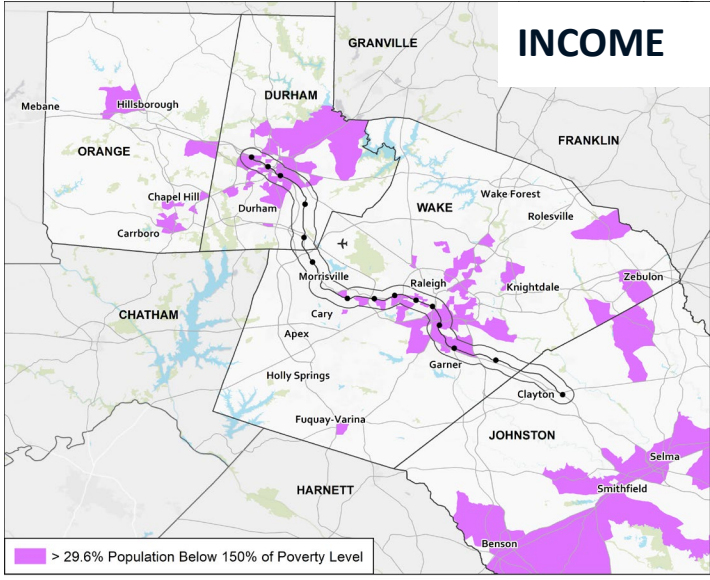 INCOME
GRANVILLE
DURHAM
Mebane
Hillsborough
FRANKLIN
ORANGE
Chapel Hill
Wake Forest
WAKE
Durham
Rolesville
Carrboro
Morrisville
Raleigh
Zebulon
Knightdale
CHATHAM
Cary
Apex
Garner
Holly Springs
Clayton
Fuquay-Varina
JOHNSTON
Selma
HARNETT
Smithfield
Benson
> 29.6% Population Below 150% of Poverty Level